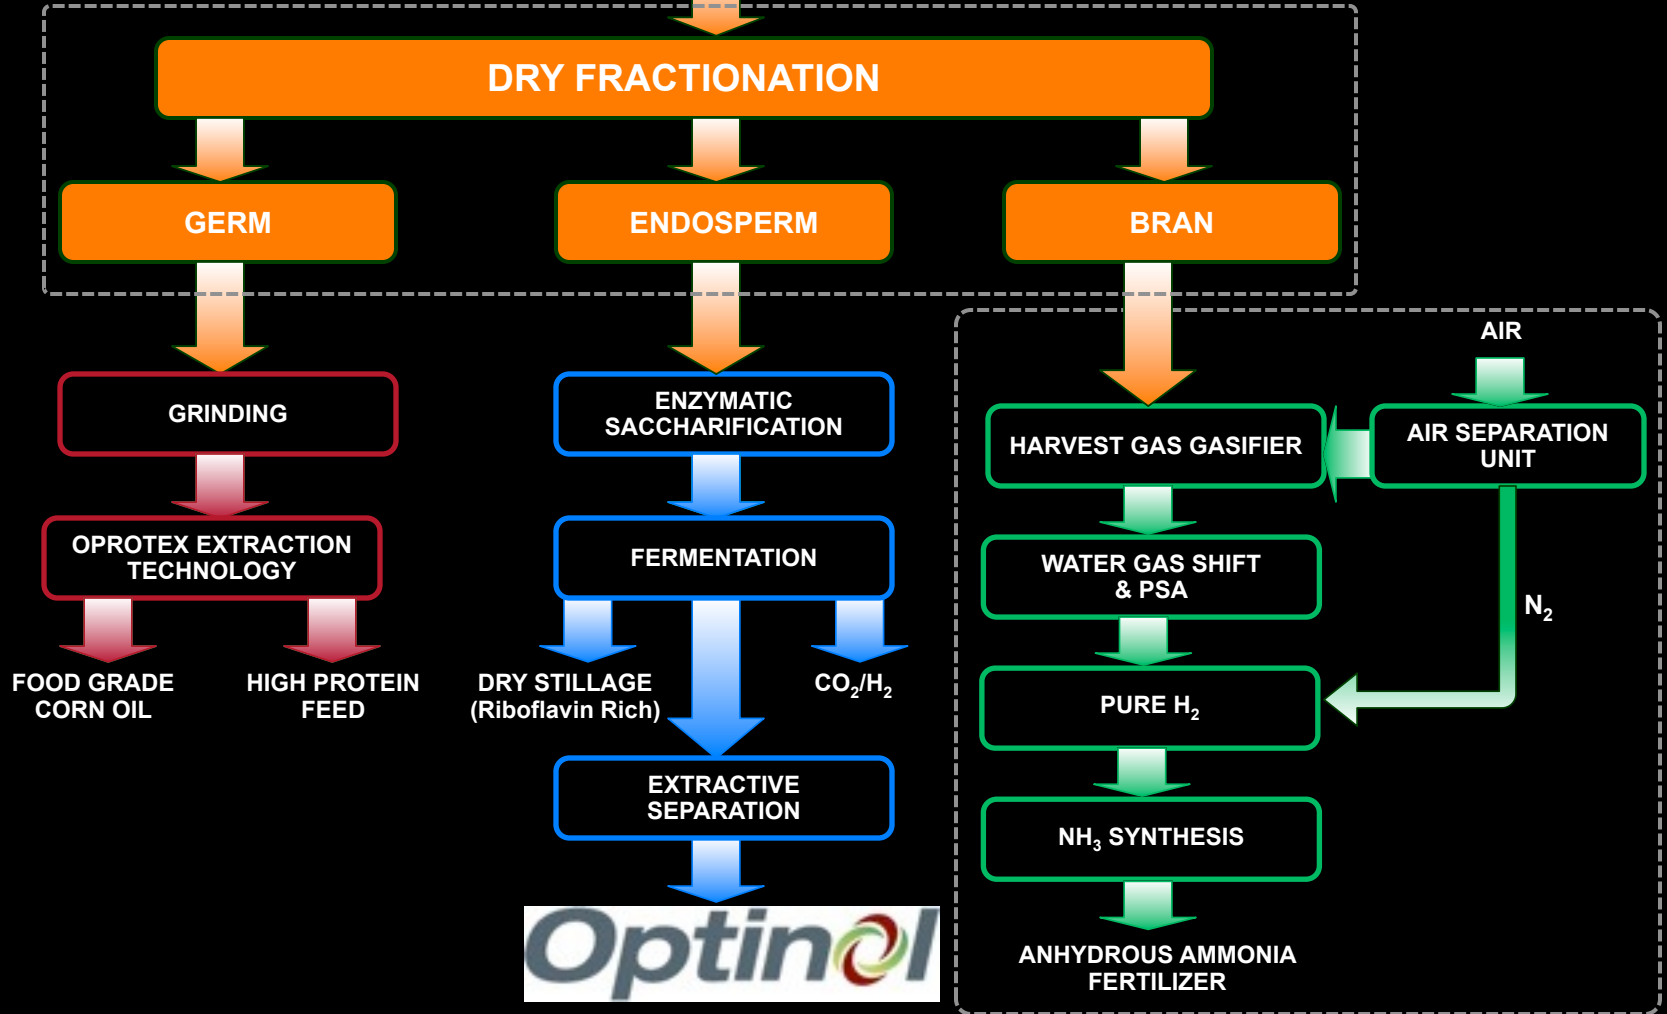 DRY FRACTIONATION
GERM
ENDOSPERM
BRAN
GRINDING
OPROTEX EXTRACTION
TECHNOLOGY
FOOD GRADE
CORN OIL
HIGH PROTEIN
FEED
ENZYMATIC
SACCHARIFICATION
FERMENTATION
DRY STILLAGE
(Riboflavin Rich)
CO₂/H₂
EXTRACTIVE
SEPARATION
Optinol
AIR
AIR SEPARATION
UNIT
HARVEST GAS GASIFIER
WATER GAS SHIFT
& PSA
N₂
PURE H₂
NH₃ SYNTHESIS
ANHYDROUS AMMONIA
FERTILIZER